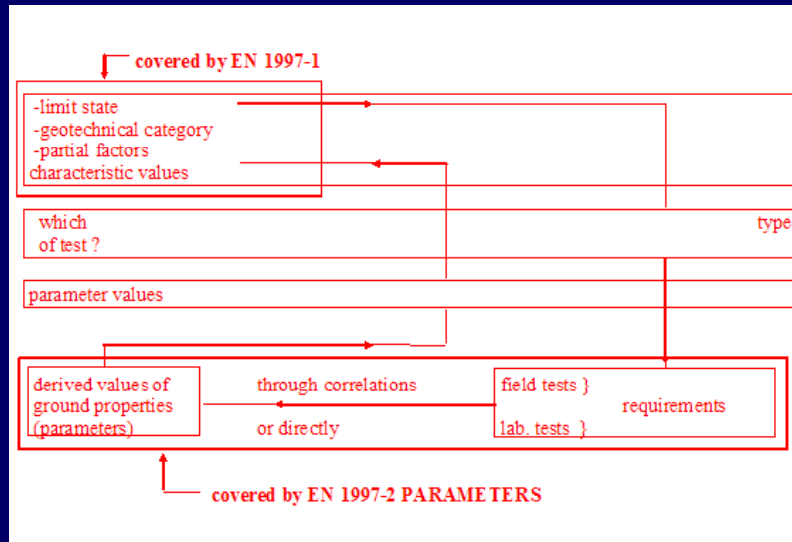 covered by EN 1997-1
-limit state
-geotechnical category
-partial factors
characteristic values
which type
of test ?
parameter values
derived values of through correlations field tests }
ground properties requirements
(parameters) or directly lab. tests }
covered by EN 1997-2 PARAMETERS